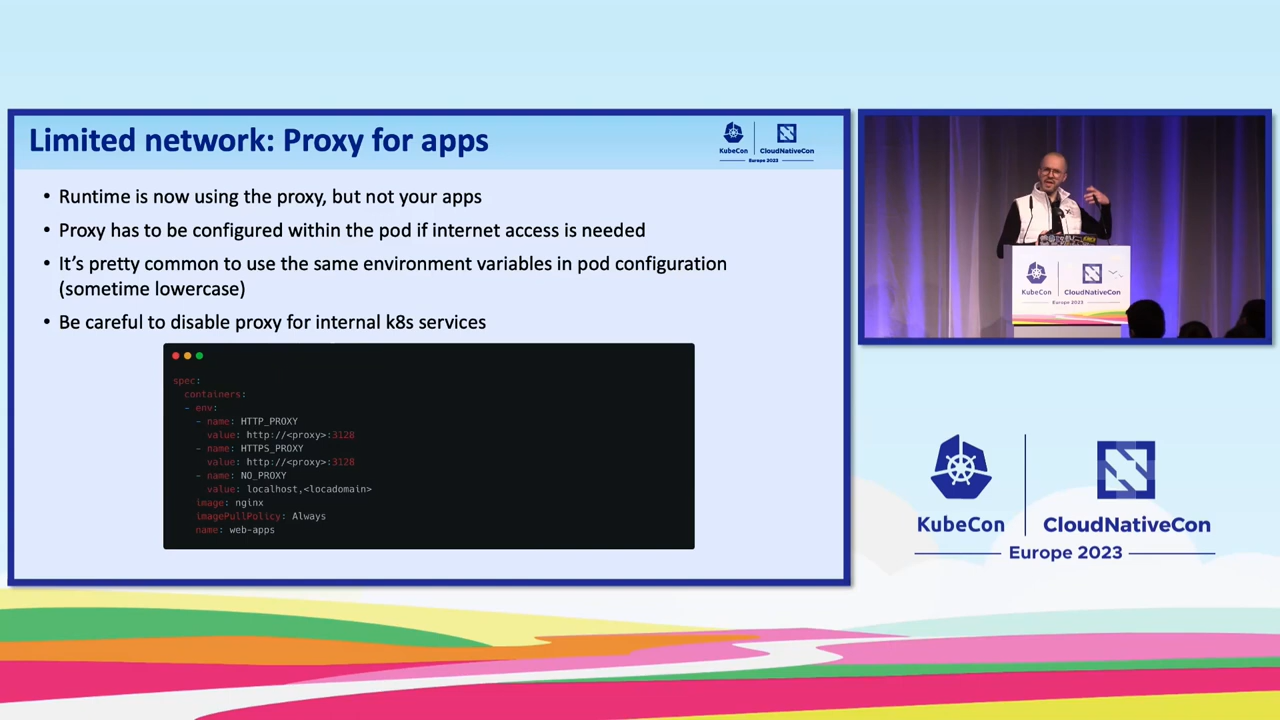 Limited network: Proxy for apps
KubeCon
CloudNativeCon
Europe 2023
• Runtime is now using the proxy, but not your apps
• Proxy has to be configured within the pod if internet access is needed
• It’s pretty common to use the same environment variables in pod configuration
(sometime lowercase)
• Be careful to disable proxy for internal k8s services
spec:
containers:
- env:
- name: HTTP_PROXY
value: http://<proxy>:3128
- name: HTTPS_PROXY
value: http://<proxy>:3128
- name: NO_PROXY
value: localhost,<locadomain>
image: nginx
imagePullPolicy: Always
name: web-apps
KubeCon
CloudNativeCon
Europe 2023
KubeCon
CloudNativeCon
Europe 2023